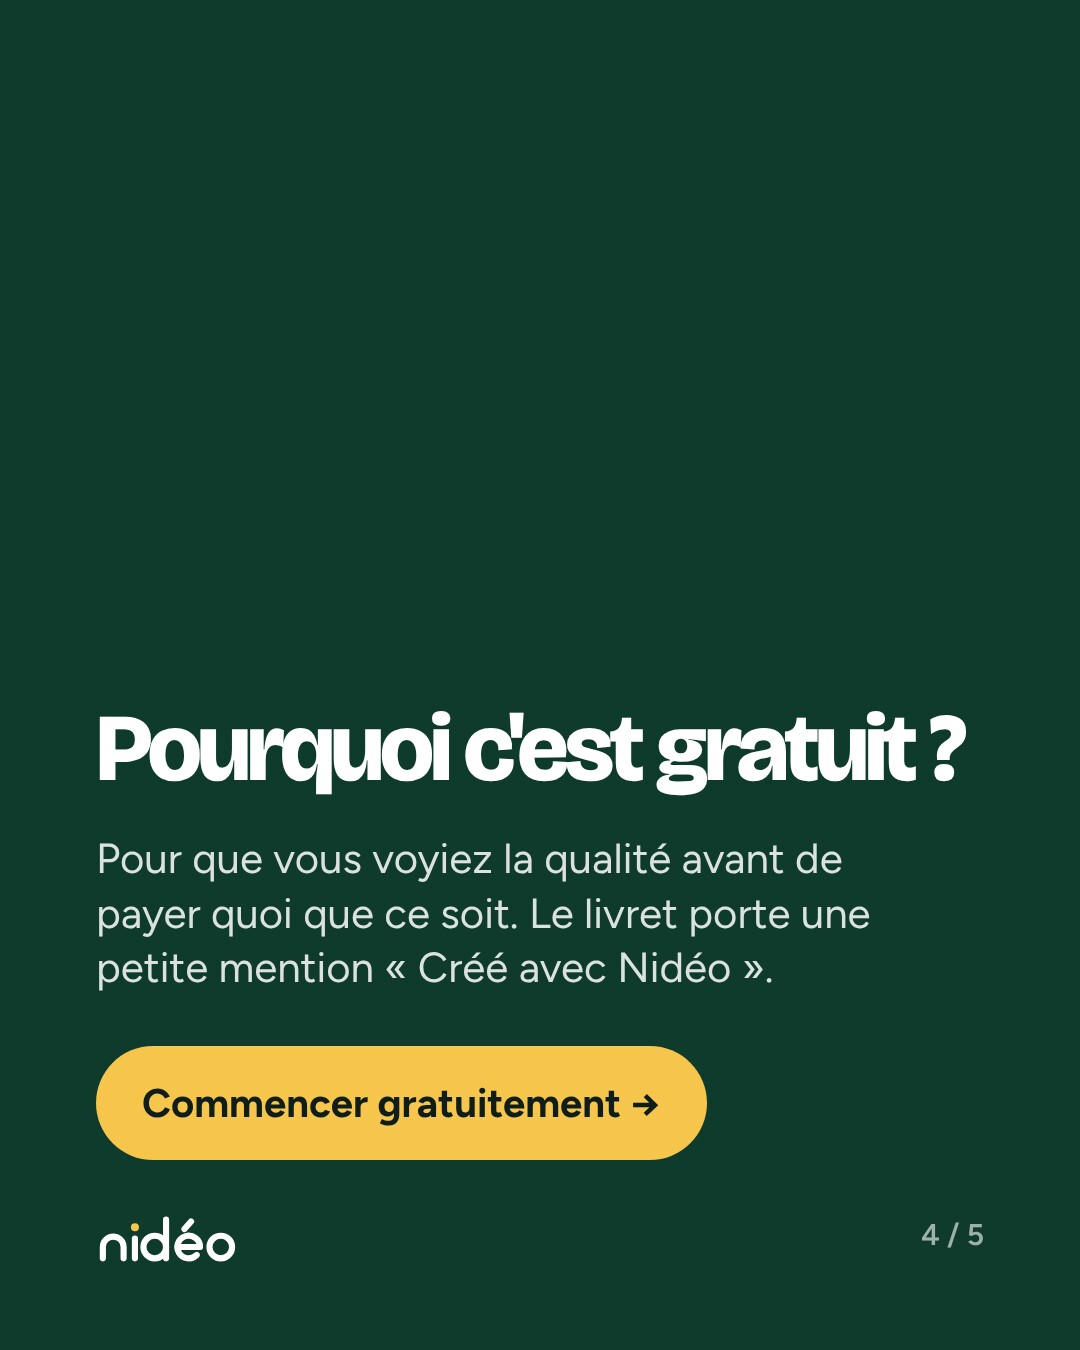 Pourquoi c'est gratuit ?
Pour que vous voyiez la qualité avant de
payer quoi que ce soit. Le livret porte une
petite mention « Créé avec Nidéo ».
Commencer gratuitement →
nidéo
4 / 5